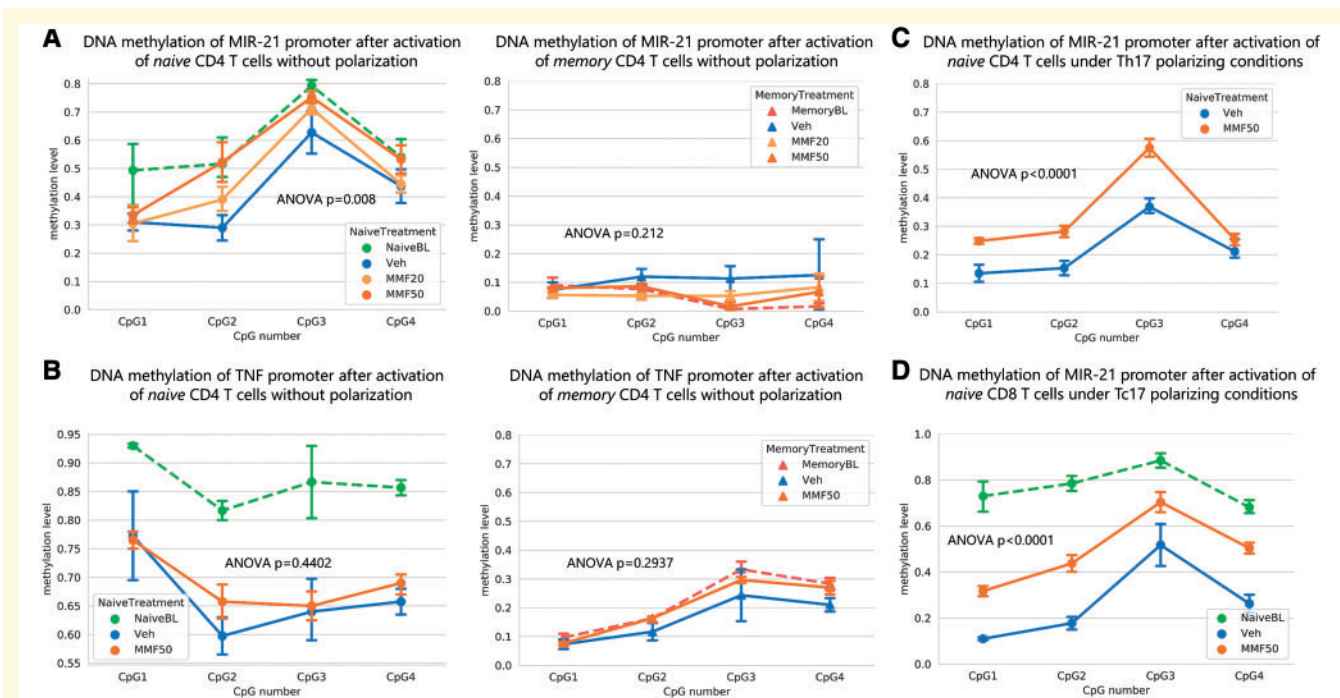 A
DNA methylation of MIR-21 promoter after activation
of naive CD4 T cells without polarization
0.8
0.7
0.6
0.5
0.4
0.3
0.2
0.1
0.0
methylation level
ANOVA p=0.008
NaiveTreatment
NaiveBL
Veh
MMF20
MMF50
CpG1
CpG2
CpG3
CpG4
CpG number
DNA methylation of MIR-21 promoter after activation
of memory CD4 T cells without polarization
0.8
0.7
0.6
0.5
0.4
0.3
0.2
0.1
0.0
methylation level
MemoryTreatment
MemoryBL
Veh
MMF20
MMF50
ANOVA p=0.212
CpG1
CpG2
CpG3
CpG4
CpG number
C
DNA methylation of MIR-21 promoter after activation of
naive CD4 T cells under Th17 polarizing conditions
0.8
0.7
0.6
0.5
0.4
0.3
0.2
0.1
0.0
methylation level
NaiveTreatment
Veh
MMF50
ANOVA p<0.0001
CpG1
CpG2
CpG3
CpG4
CpG number
B
DNA methylation of TNF promoter after activation
of naive CD4 T cells without polarization
0.95
0.90
0.85
0.80
0.75
0.70
0.65
0.60
0.55
methylation level
ANOVA p=0.4402
NaiveTreatment
NaiveBL
Veh
MMF50
CpG1
CpG2
CpG3
CpG4
CpG number
DNA methylation of TNF promoter after activation
of memory CD4 T cells without polarization
0.8
0.7
0.6
0.5
0.4
0.3
0.2
0.1
0.0
methylation level
MemoryTreatment
MemoryBL
Veh
MMF50
ANOVA p=0.2937
CpG1
CpG2
CpG3
CpG4
CpG number
D
DNA methylation of MIR-21 promoter after activation of
naive CD8 T cells under Tc17 polarizing conditions
1.0
0.8
0.6
0.4
0.2
0.0
methylation level
ANOVA p<0.0001
NaiveTreatment
NaiveBL
Veh
MMF50
CpG1
CpG2
CpG3
CpG4
CpG number